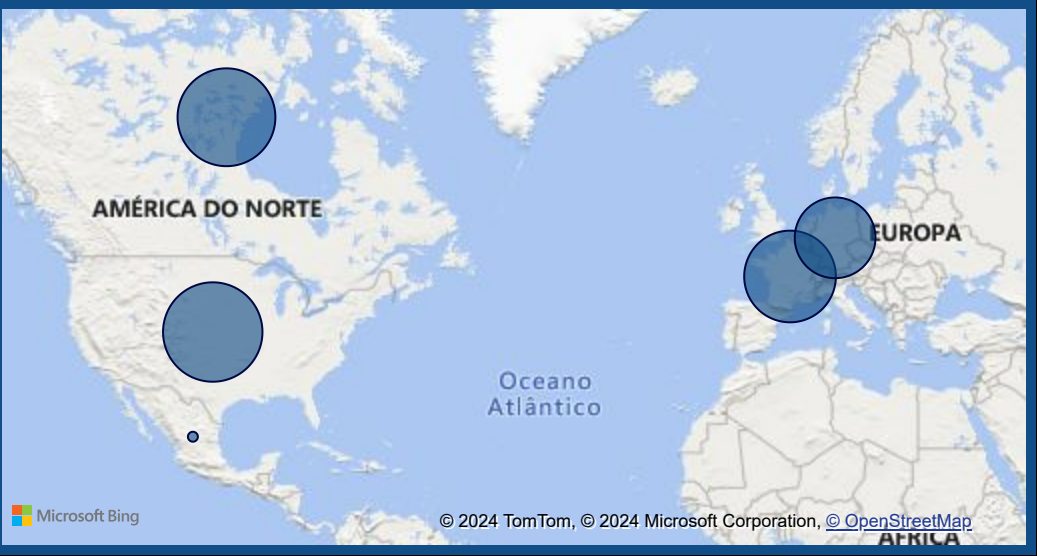 AMÉRICA DO NORTE
EUROPA
Oceano
Atlântico
Microsoft Bing
© 2024 TomTom, © 2024 Microsoft Corporation, © OpenStreetMap
ÁFRICA